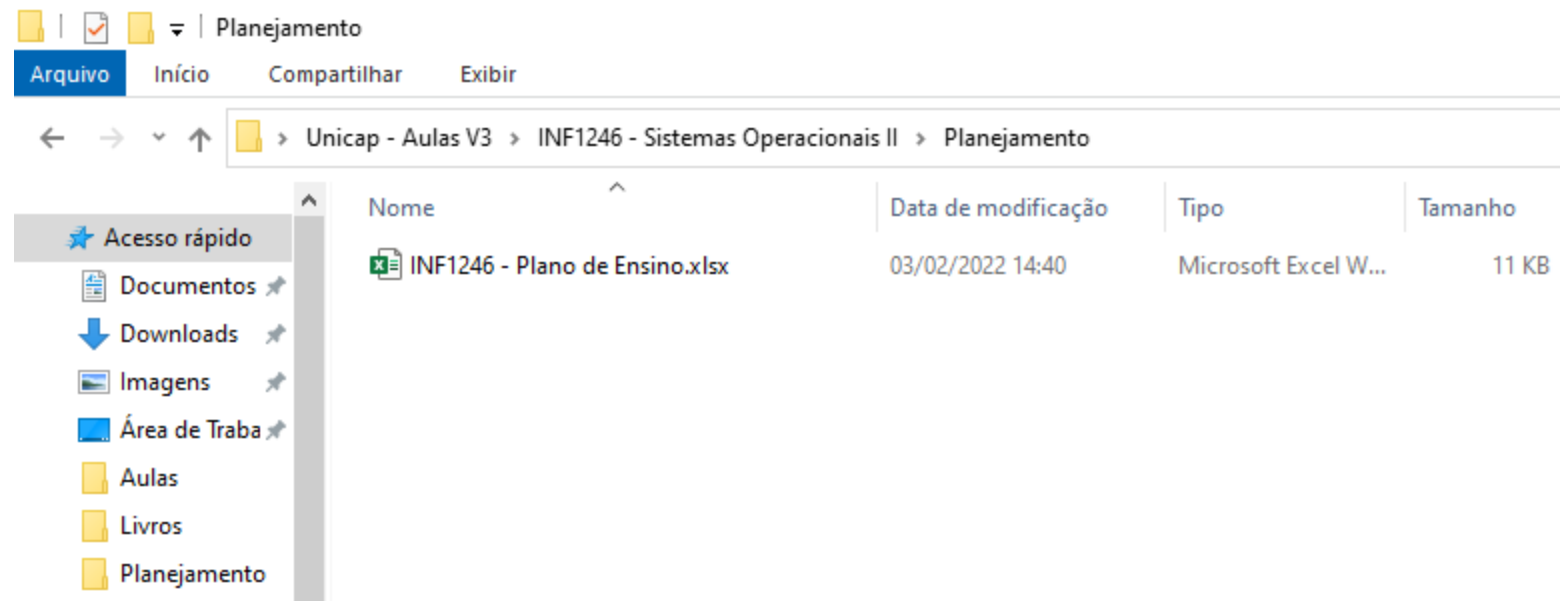 Planejamento
Arquivo Início Compartilhar Exibir
Unicap - Aulas V3 > INF1246 - Sistemas Operacionais II > Planejamento
Nome Data de modificação Tipo Tamanho
Acesso rápido
INF1246 - Plano de Ensino.xlsx 03/02/2022 14:40 Microsoft Excel W... 11 KB
Documentos
Downloads
Imagens
Área de Traba
Aulas
Livros
Planejamento